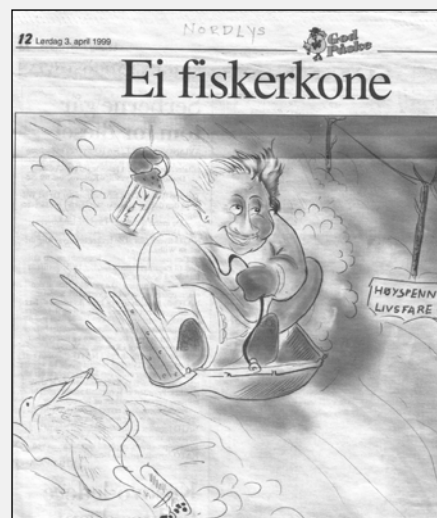 NORDLYS
12 Lørdag 3. april 1999
God
Påske
Ei fiskerkone
HØYSPENN
LIVSFARE